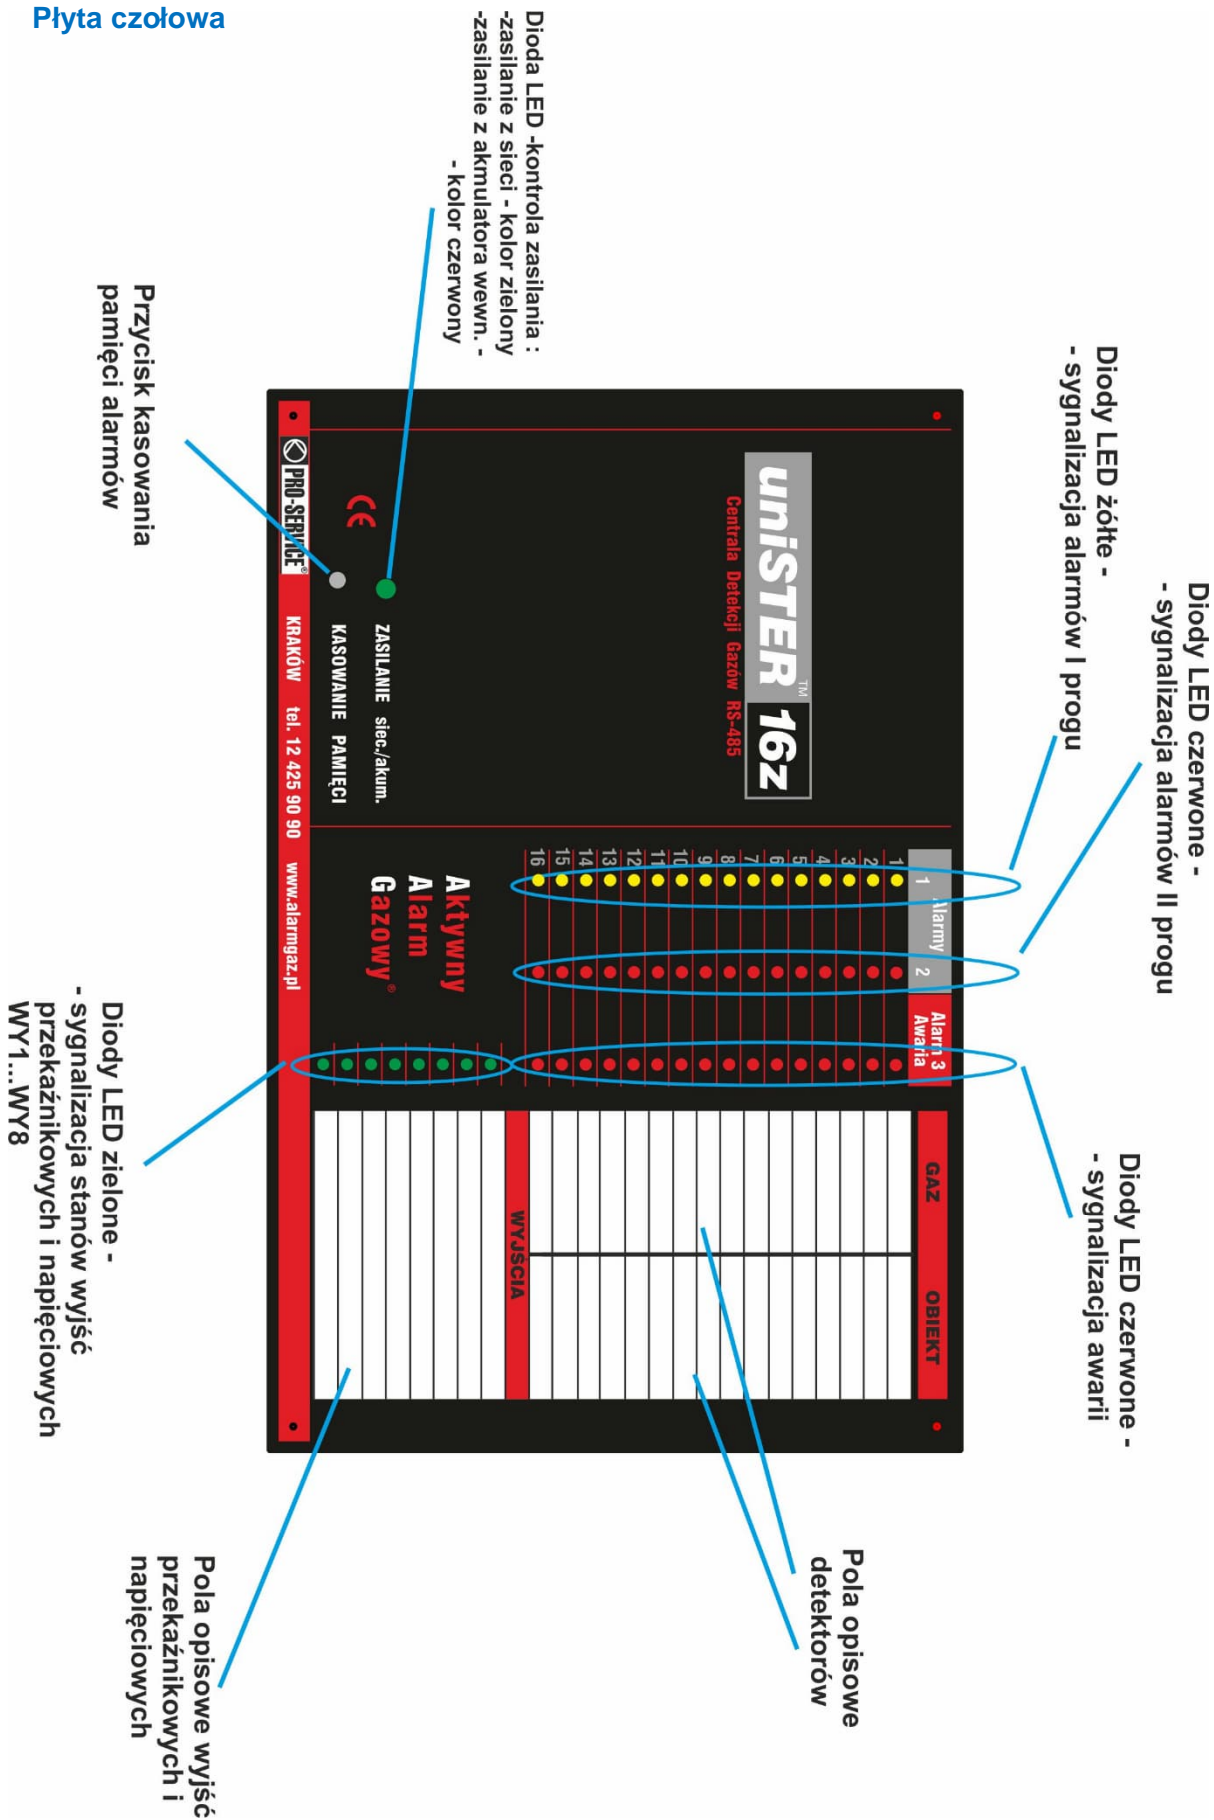 Płyta czołowa
Diody LED czerwone -
- sygnalizacja alarmów II progu
Diody LED żółte -
- sygnalizacja alarmów I progu
Diody LED czerwone -
- sygnalizacja awarii
Dioda LED -kontrola zasilania :
-zasilanie z sieci - kolor zielony
-zasilanie z akmulatora wewn. -
- kolor czerwony
Przycisk kasowania
pamięci alarmów
uniSTER™ 16z
Centrala Detekcji Gazów RS-485
CE
ZASILANIE siec./akum.
KASOWANIE PAMIĘCI
PRO-SERVICE®
KRAKÓW tel. 12 425 90 90 www.alarmgaz.pl
Alarmy
1 2
Alarm 3
Awaria
1
2
3
4
5
6
7
8
9
10
11
12
13
14
15
16
Aktywny
Alarm
Gazowy®
GAZ OBIEKT
WYJŚCIA
Pola opisowe
detektorów
Pola opisowe wyjść
przekaźnikowych i
napięciowych
Diody LED zielone -
- sygnalizacja stanów wyjść
przekaźnikowych i napięciowych
WY1...WY8